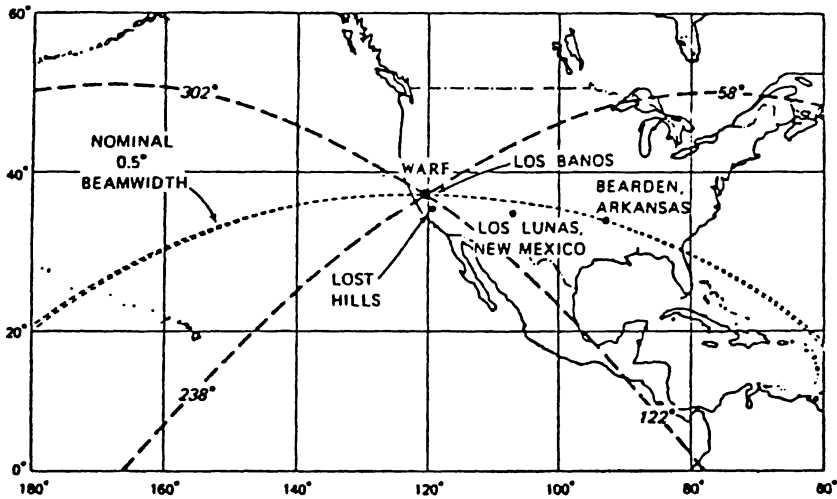 60°
302°
58°
NOMINAL
0.5°
BEAMWIDTH
WARF
LOS BANOS
40°
BEARDEN,
ARKANSAS
LOS LUNAS,
NEW MEXICO
LOST
HILLS
20°
238°
122°
0°
180° 160° 140° 120° 100° 80° 60°